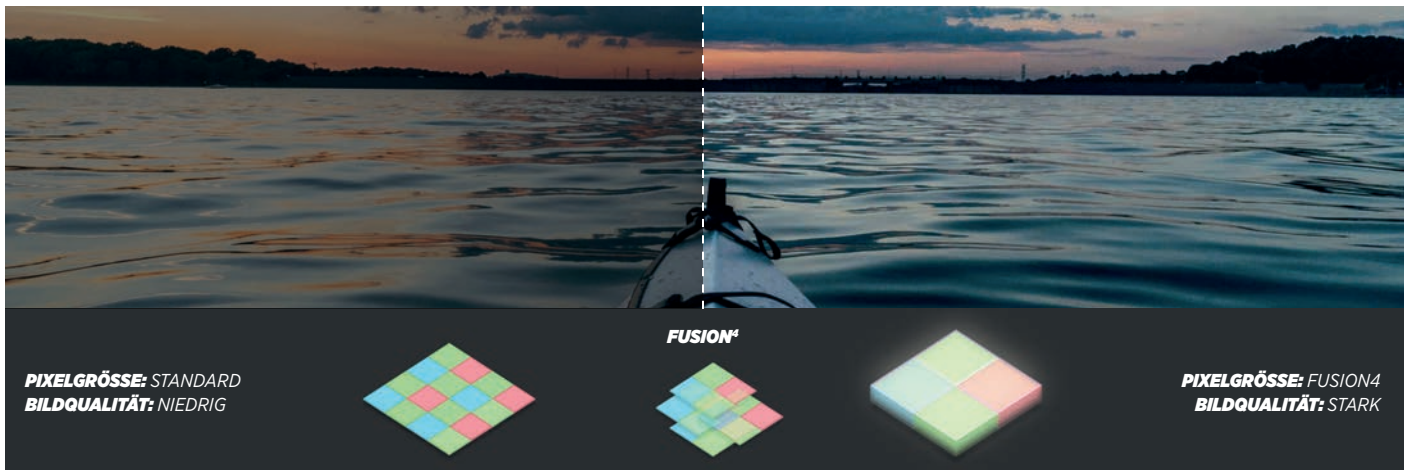 FUSION⁴
PIXELGRÖSSE: STANDARD
BILDQUALITÄT: NIEDRIG
PIXELGRÖSSE: FUSION4
BILDQUALITÄT: STARK